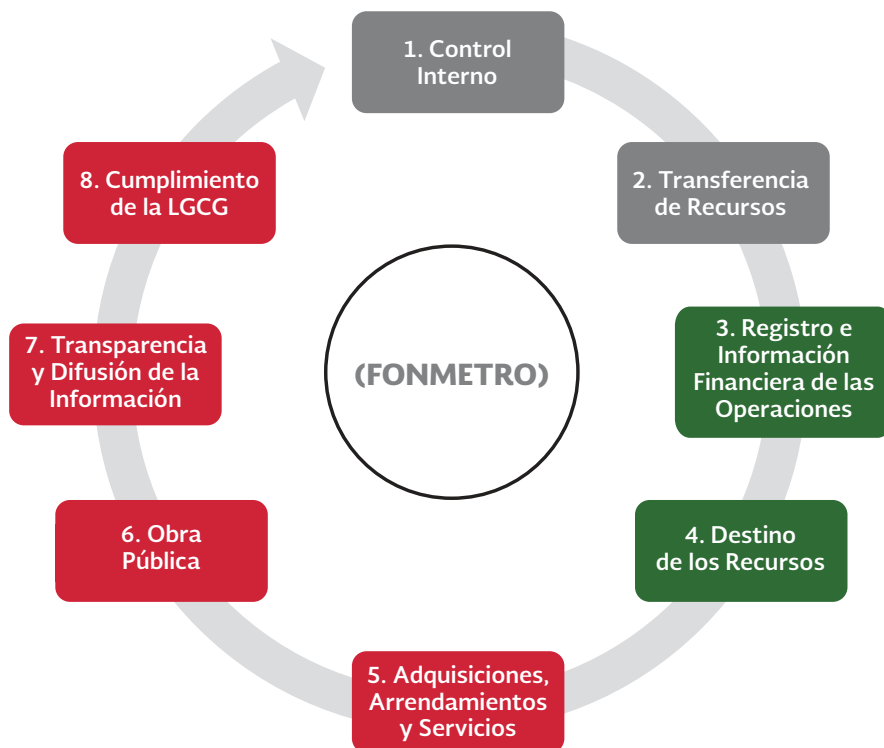 1. Control
Interno
2. Transferencia
de Recursos
3. Registro e
Información
Financiera de las
Operaciones
4. Destino
de los Recursos
5. Adquisiciones,
Arrendamientos
y Servicios
6. Obra
Pública
7. Transparencia
y Difusión de la
Información
8. Cumplimiento
de la LGCG
(FONMETRO)